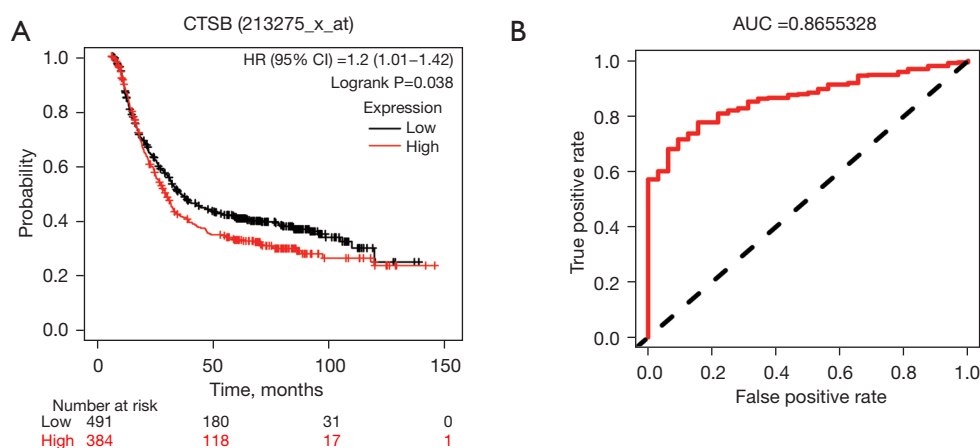 A
CTSB (213275_x_at)
HR (95% CI) =1.2 (1.01–1.42)
Logrank P=0.038
Expression
Low
High
Probability
1.0
0.8
0.6
0.4
0.2
0.0
0 50 100 150
Time, months
Number at risk
Low 491 180 31 0
High 384 118 17 1
B
AUC =0.8655328
True positive rate
1.0
0.8
0.6
0.4
0.2
0.0
0.0 0.2 0.4 0.6 0.8 1.0
False positive rate